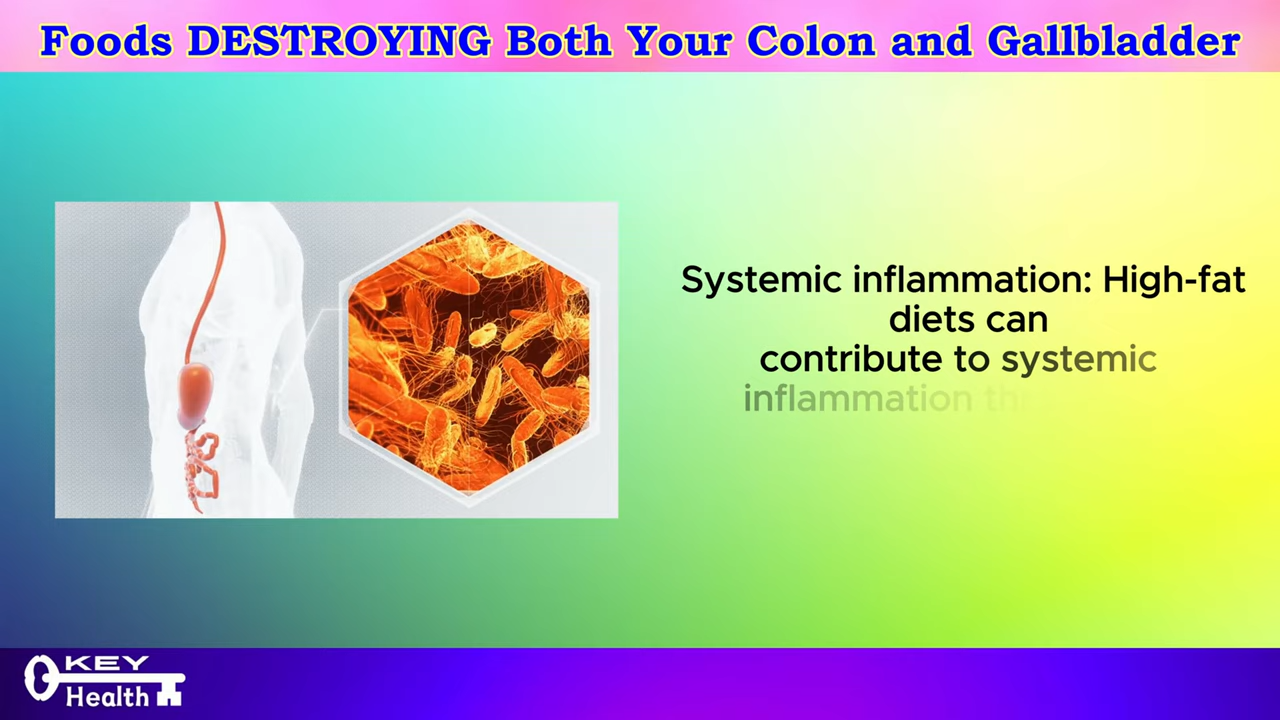 Foods DESTROYING Both Your Colon and Gallbladder
Systemic inflammation: High-fat
diets can
contribute to systemic
inflammation
KEY
Health